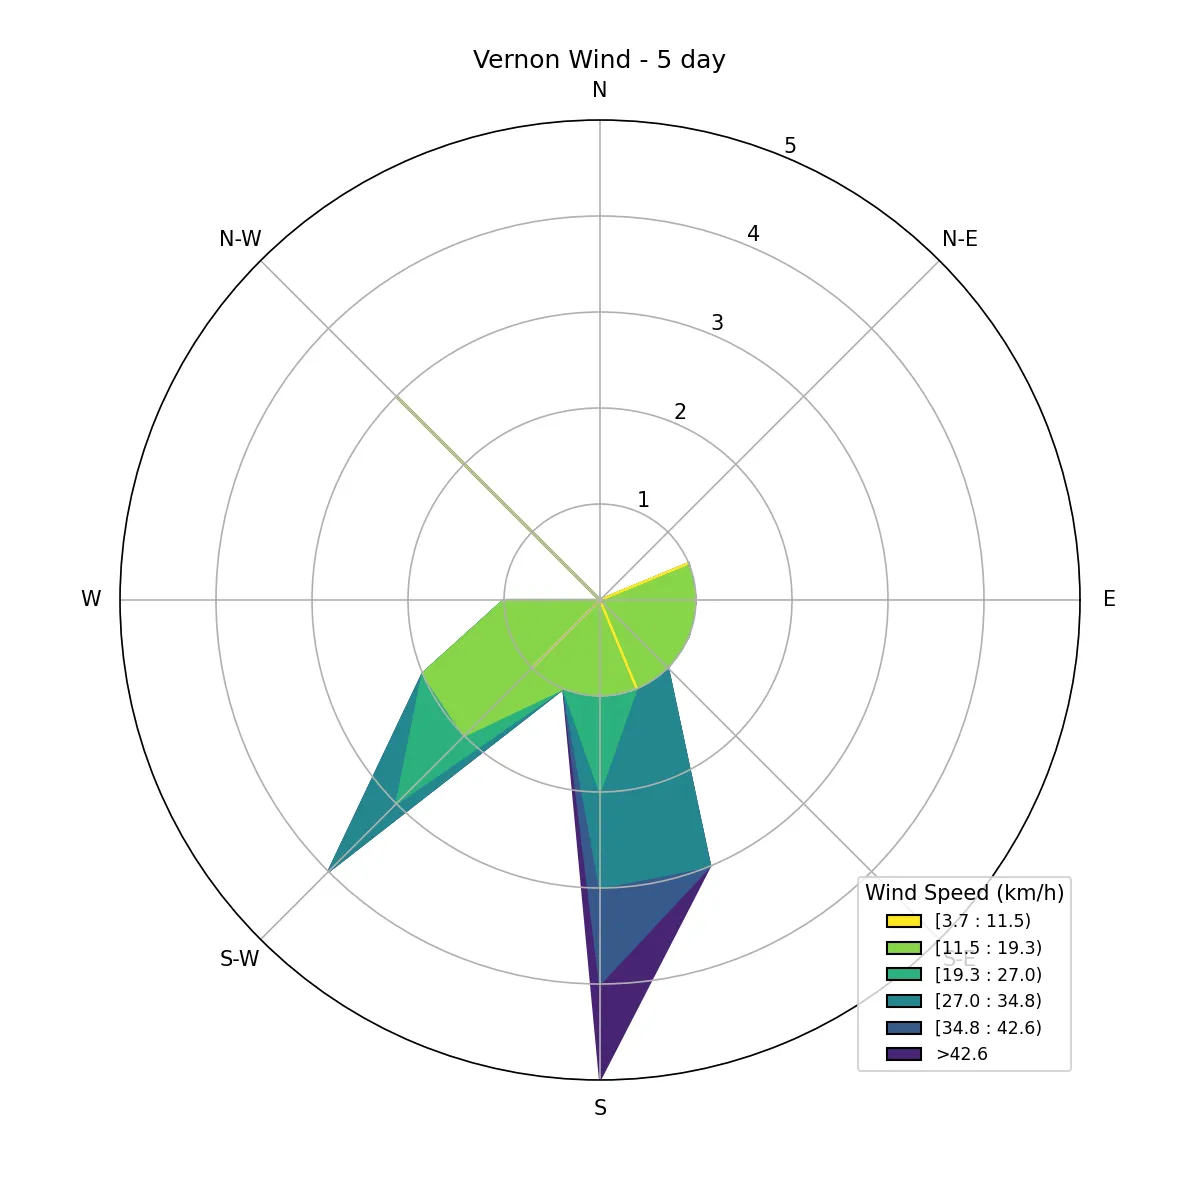 Vernon Wind - 5 day
N
5
N-W
4
N-E
3
2
1
W
E
S-W
S-E
S
Wind Speed (km/h)
[3.7 : 11.5)
[11.5 : 19.3)
[19.3 : 27.0)
[27.0 : 34.8)
[34.8 : 42.6)
>42.6